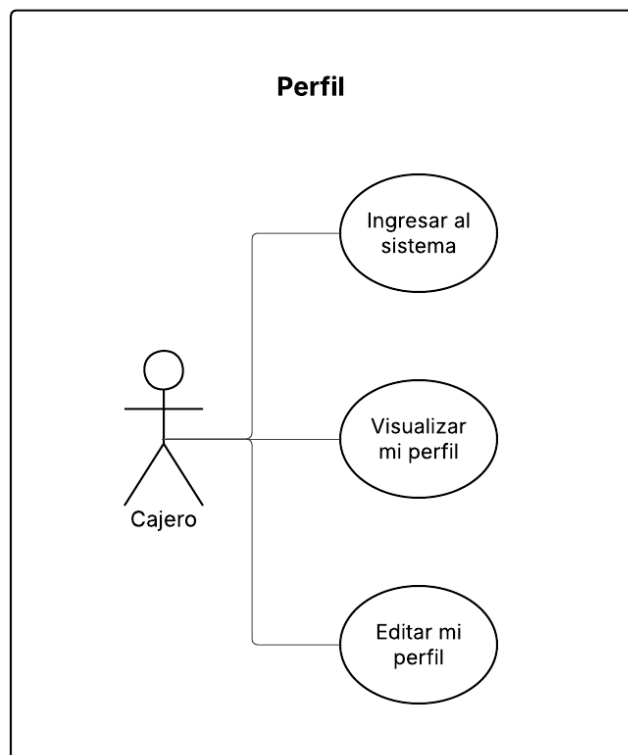 Perfil
Ingresar al
sistema
Visualizar
mi perfil
Cajero
Editar mi
perfil